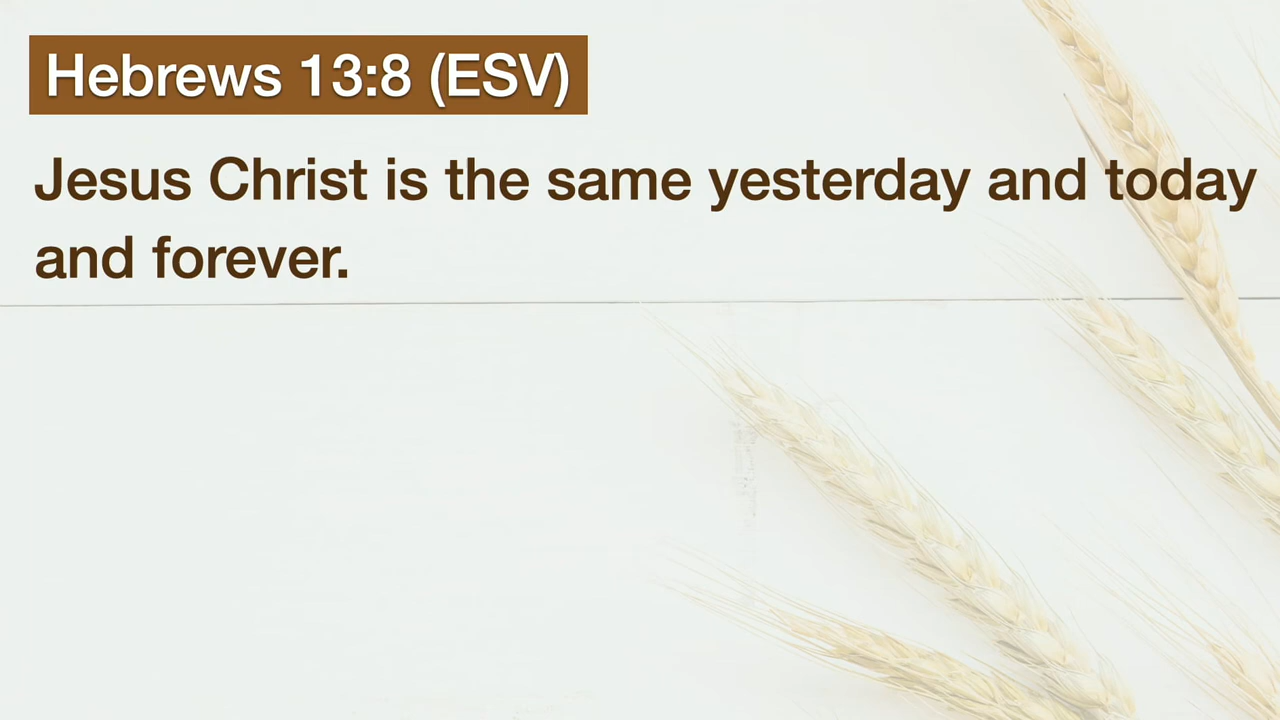 Hebrews 13:8 (ESV)
Jesus Christ is the same yesterday and today
and forever.